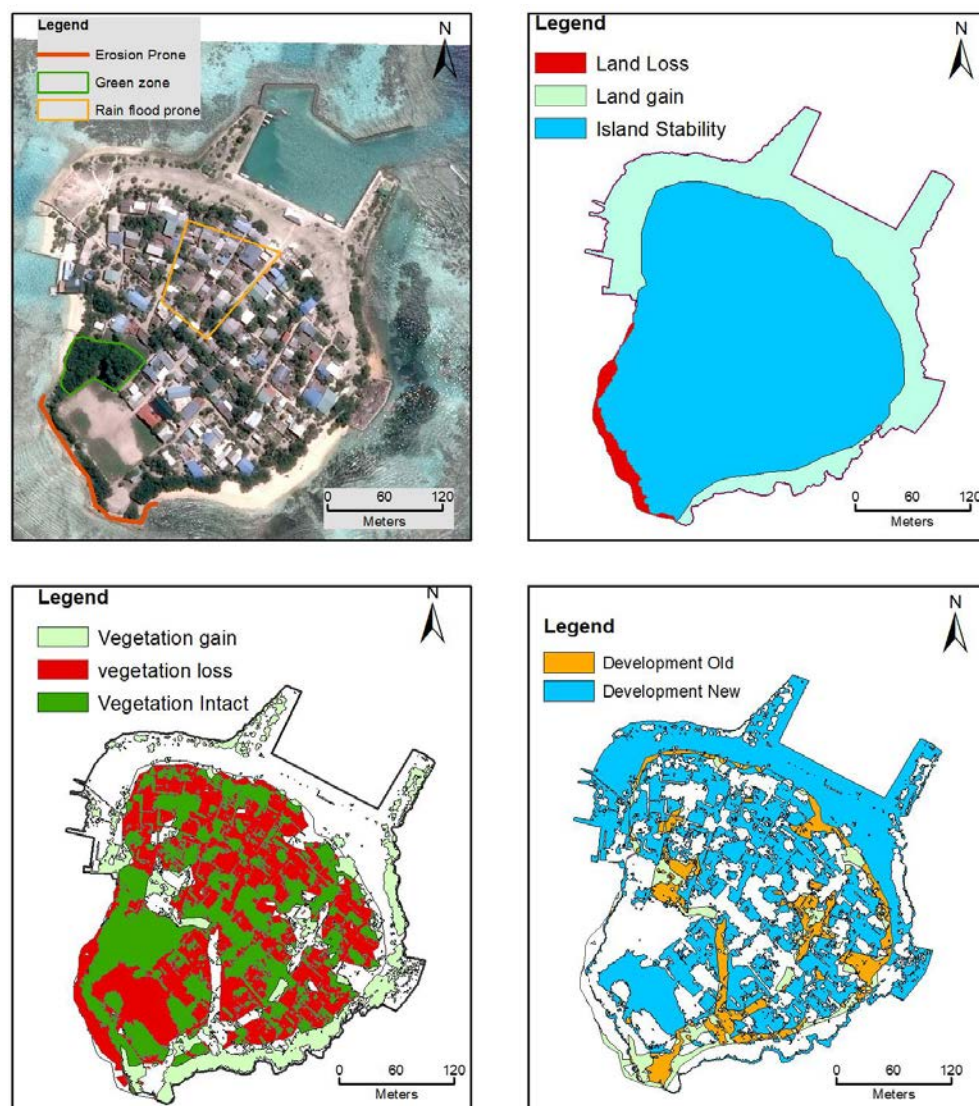 Legend
Erosion Prone
Green zone
Rain flood prone
N
0 60 120
Meters
Legend
Land Loss
Land gain
Island Stability
N
0 60 120
Meters
Legend
Vegetation gain
vegetation loss
Vegetation Intact
N
0 60 120
Meters
Legend
Development Old
Development New
N
0 60 120
Meters